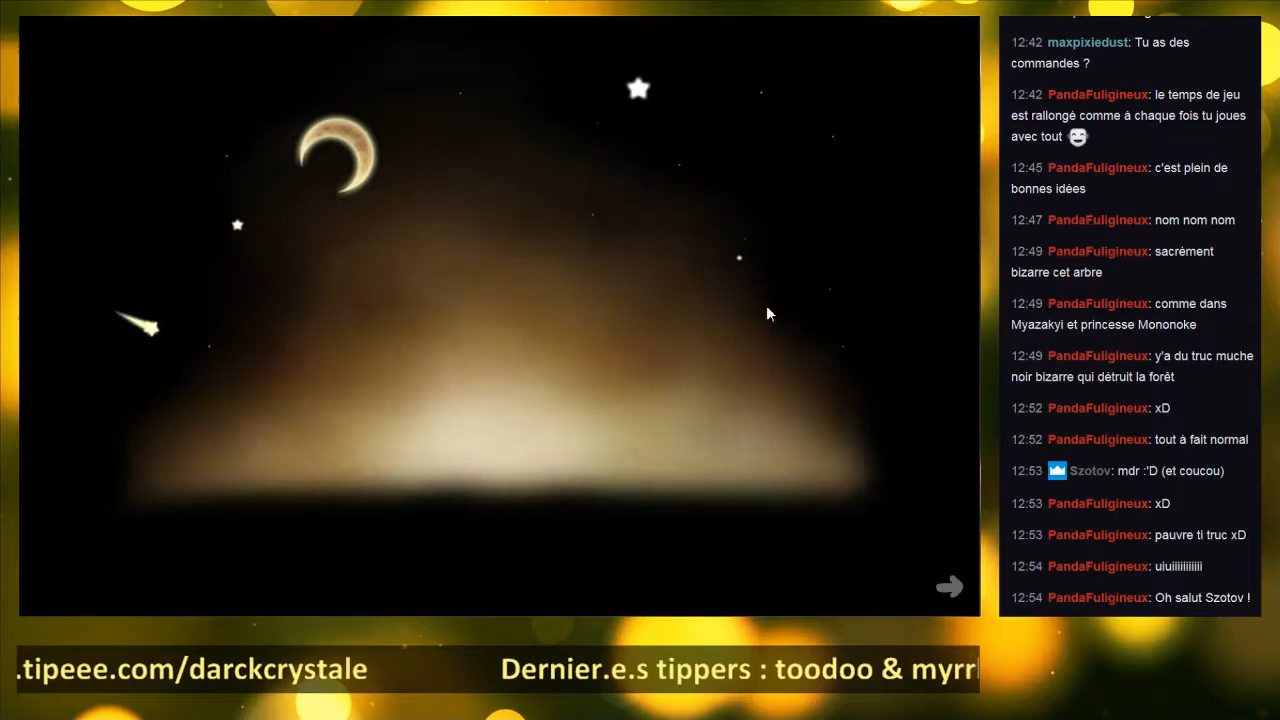 12:42 maxpixiedust: Tu as des
commandes ?
12:42 PandaFuligineux: le temps de jeu
est rallongé comme à chaque fois tu joues
avec tout
12:45 PandaFuligineux: c'est plein de
bonnes idées
12:47 PandaFuligineux: nom nom nom
12:49 PandaFuligineux: sacrément
bizarre cet arbre
12:49 PandaFuligineux: comme dans
Myazakyi et princesse Mononoke
12:49 PandaFuligineux: y'a du truc muche
noir bizarre qui détruit la forêt
12:52 PandaFuligineux: xD
12:52 PandaFuligineux: tout à fait normal
12:53 Szotov: mdr :'D (et coucou)
12:53 PandaFuligineux: xD
12:53 PandaFuligineux: pauvre ti truc xD
12:54 PandaFuligineux: uiuiiiiiiiiiii
12:54 PandaFuligineux: Oh salut Szotov !
.tipeee.com/darckcrystale Dernier.e.s tippers : toodoo & myrr